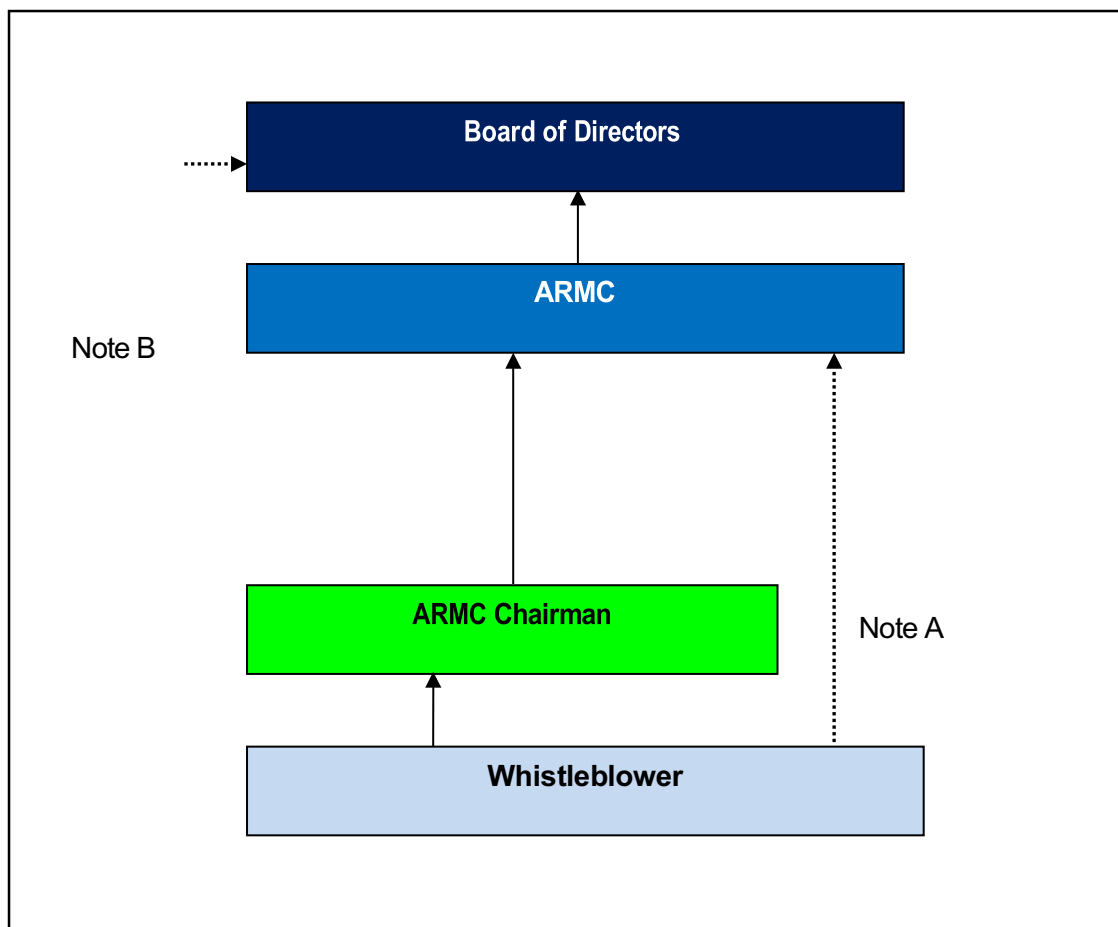 Board of Directors
ARMC
Note B
ARMC Chairman
Note A
Whistleblower